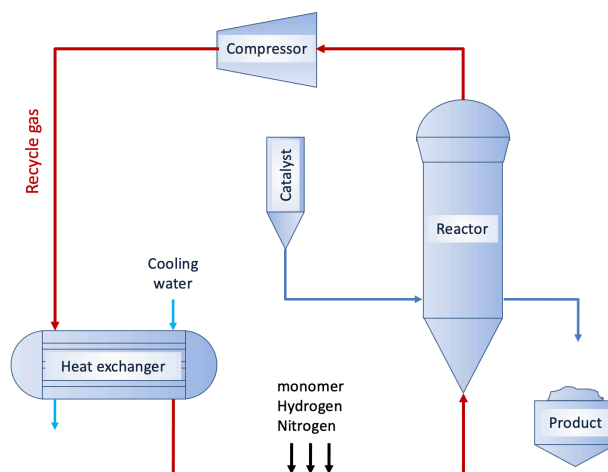 Compressor
Recycle gas
Catalyst
Reactor
Cooling
water
Heat exchanger
monomer
Hydrogen
Nitrogen
Product